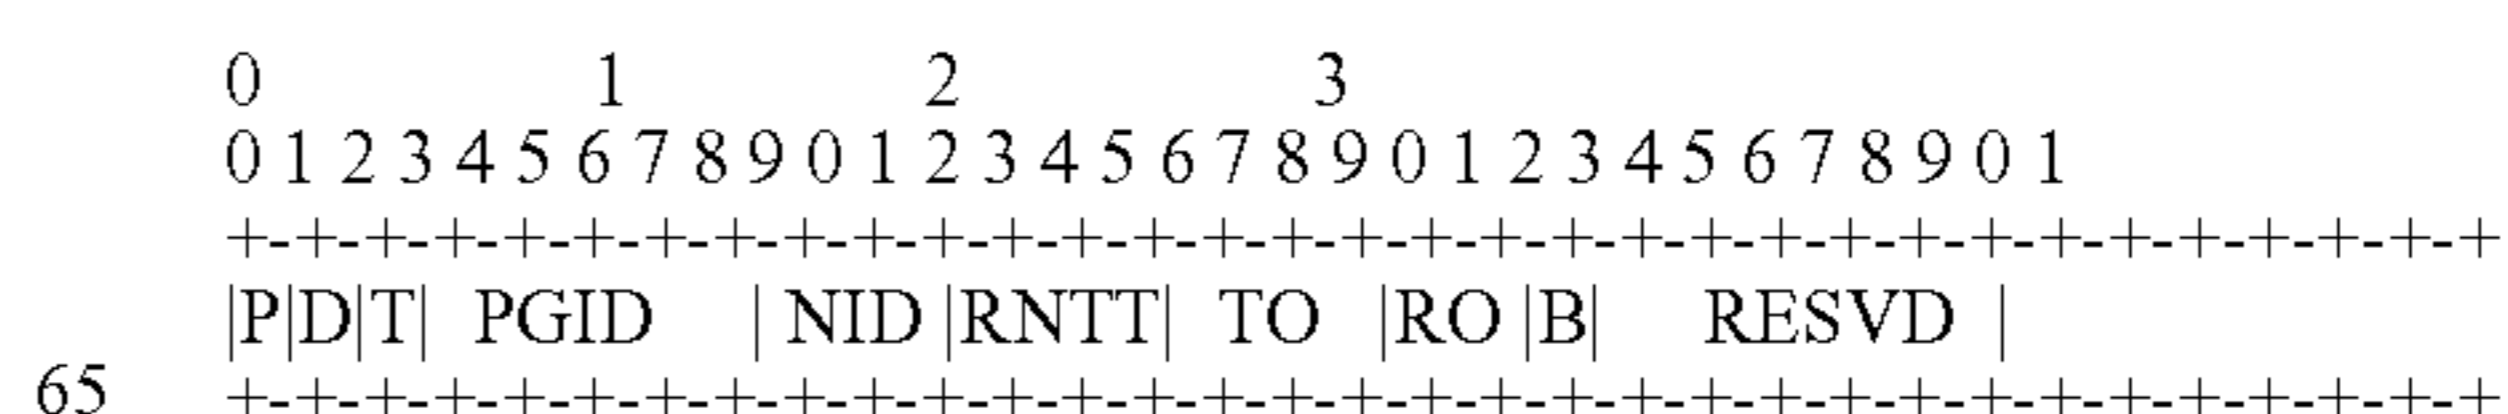 0 1 2 3
0 1 2 3 4 5 6 7 8 9 0 1 2 3 4 5 6 7 8 9 0 1 2 3 4 5 6 7 8 9 0 1
+-+-+-+-+-+-+-+-+-+-+-+-+-+-+-+-+-+-+-+-+-+-+-+-+-+-+-+-+-+-+-+-+
|P|D|T| PGID | NID |RNTT| TO |RO |B| RESVD |
65 +-+-+-+-+-+-+-+-+-+-+-+-+-+-+-+-+-+-+-+-+-+-+-+-+-+-+-+-+-+-+-+-+